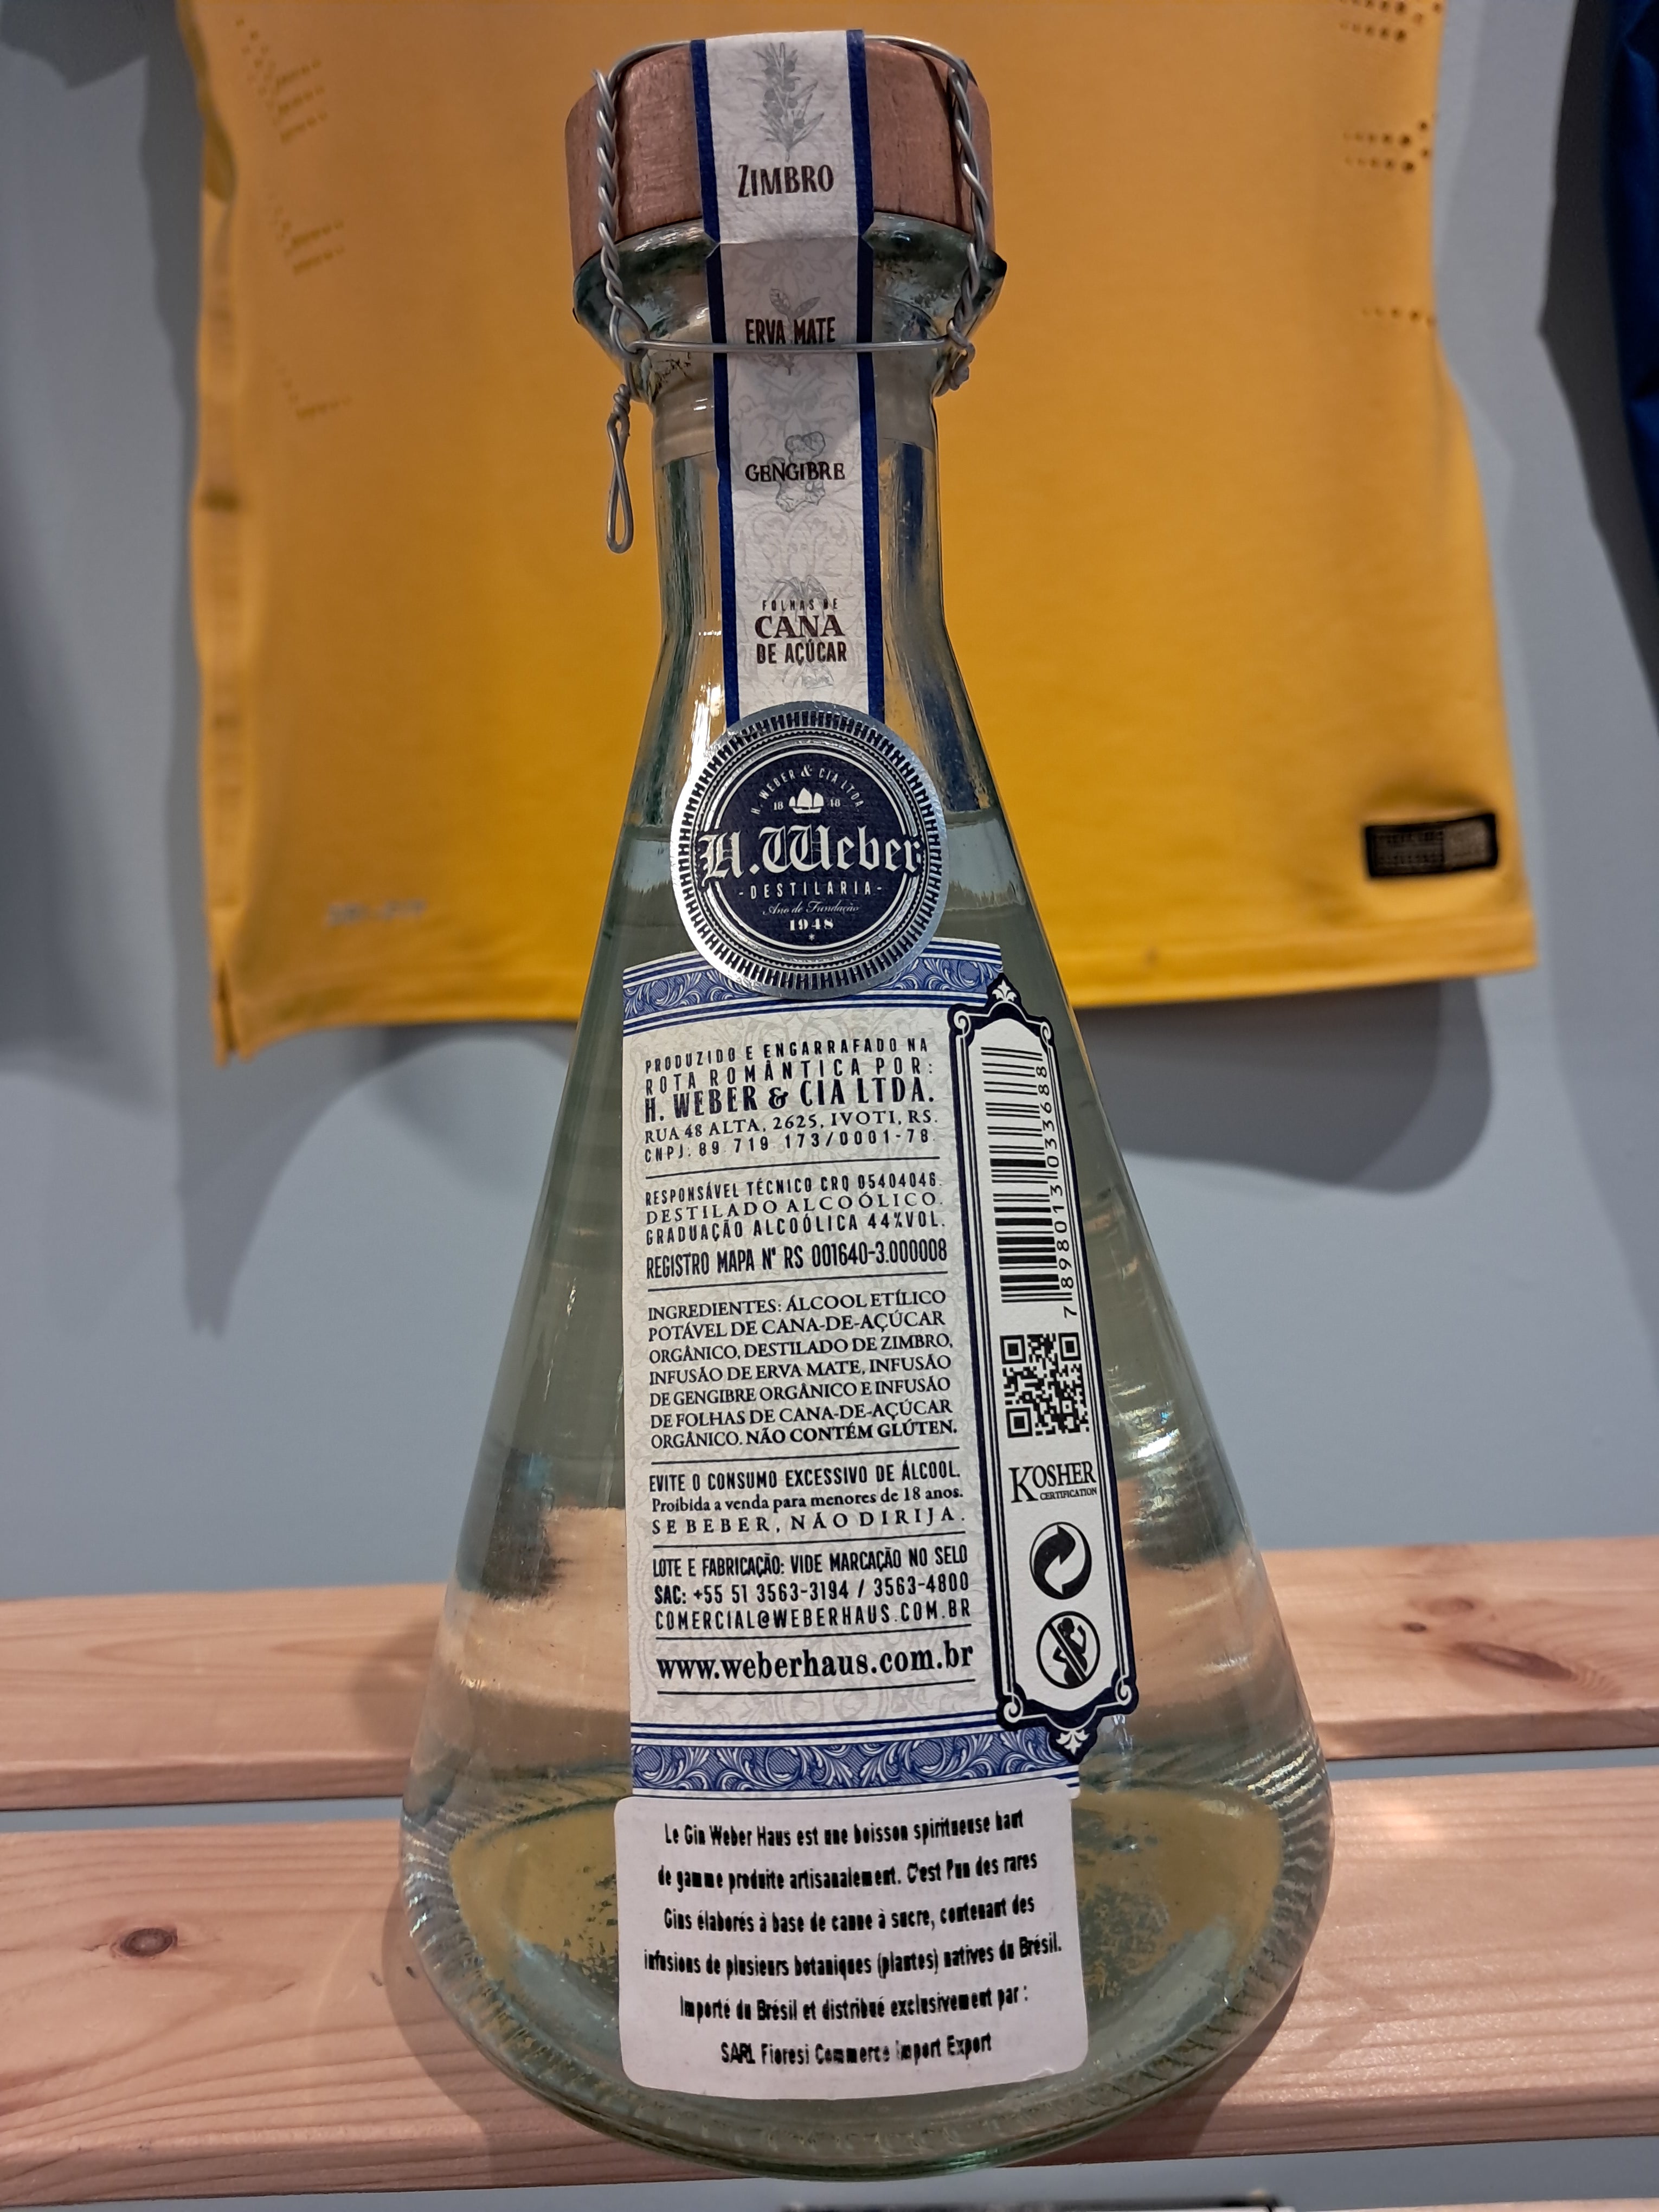 ZIMBRO
ERVA MATE
GENGIBRE
FOLHAS DE
CANA
DE AÇÚCAR
H. WEBER & CIA LTDA.
18 48
H.Weber
-DESTILARIA-
Ano de Fundação
1948
PRODUZIDO E ENGARRAFADO NA
ROTA ROMÂNTICA POR:
H. WEBER & CIA LTDA.
RUA 48 ALTA, 2625, IVOTI, RS.
CNPJ: 89 719 173/0001-78.
RESPONSÁVEL TÉCNICO CRQ 05404046.
DESTILADO ALCOÓLICO.
GRADUAÇÃO ALCOÓLICA 44%VOL.
REGISTRO MAPA Nº RS 001640-3.000008
INGREDIENTES: ÁLCOOL ETÍLICO
POTÁVEL DE CANA-DE-AÇÚCAR
ORGÂNICO, DESTILADO DE ZIMBRO,
INFUSÃO DE ERVA MATE, INFUSÃO
DE GENGIBRE ORGÂNICO E INFUSÃO
DE FOLHAS DE CANA-DE-AÇÚCAR
ORGÂNICO. NÃO CONTÉM GLÚTEN.
EVITE O CONSUMO EXCESSIVO DE ÁLCOOL.
Proibida a venda para menores de 18 anos.
SE BEBER, NÃO DIRIJA.
LOTE E FABRICAÇÃO: VIDE MARCAÇÃO NO SELO
SAC: +55 51 3563-3194 / 3563-4800
COMERCIAL@WEBERHAUS.COM.BR
www.weberhaus.com.br
7 898013 033688
KOSHER
CERTIFICATION
Le Gin Weber Haus est une boisson spiritueuse haut
de gamme produite artisanalement. C'est l'un des rares
Gins élaborés à base de canne à sucre, contenant des
infusions de plusieurs botaniques (plantes) natives du Brésil.
Importé du Brésil et distribué exclusivement par :
SARL Fioresi Commerce Import Export